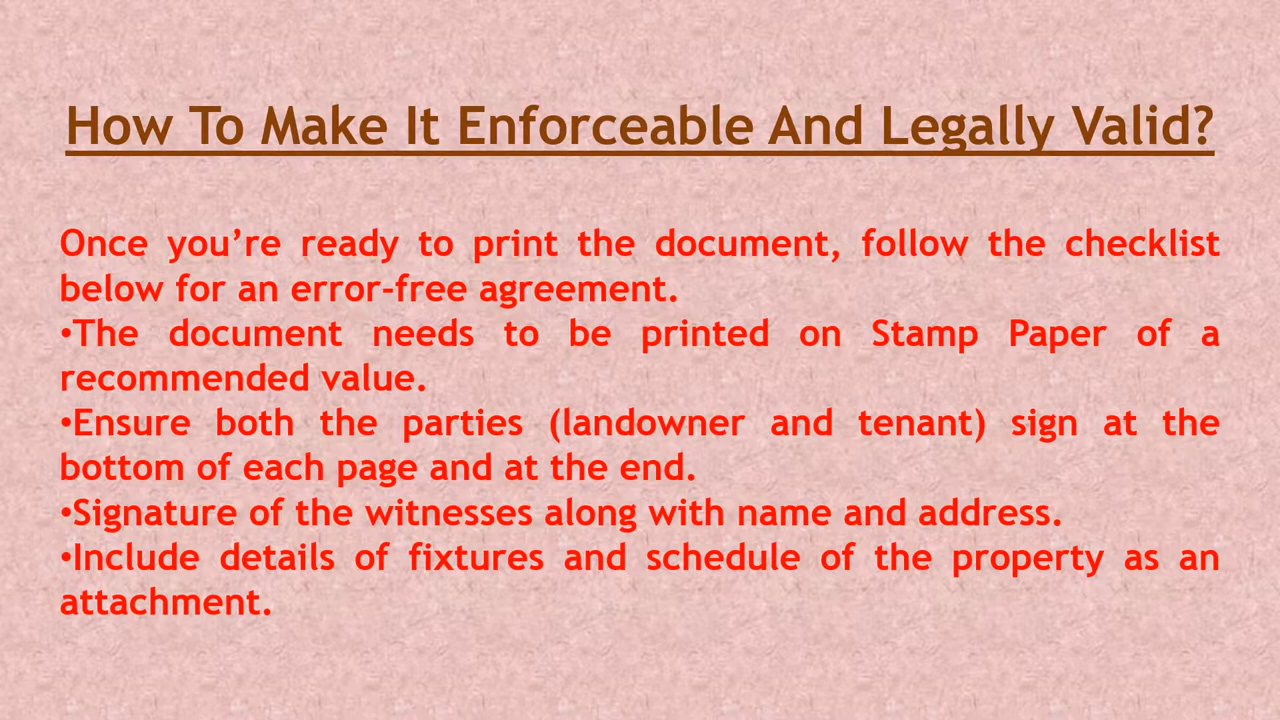 How To Make It Enforceable And Legally Valid?
Once you’re ready to print the document, follow the checklist
below for an error-free agreement.
•The document needs to be printed on Stamp Paper of a
recommended value.
•Ensure both the parties (landowner and tenant) sign at the
bottom of each page and at the end.
•Signature of the witnesses along with name and address.
•Include details of fixtures and schedule of the property as an
attachment.